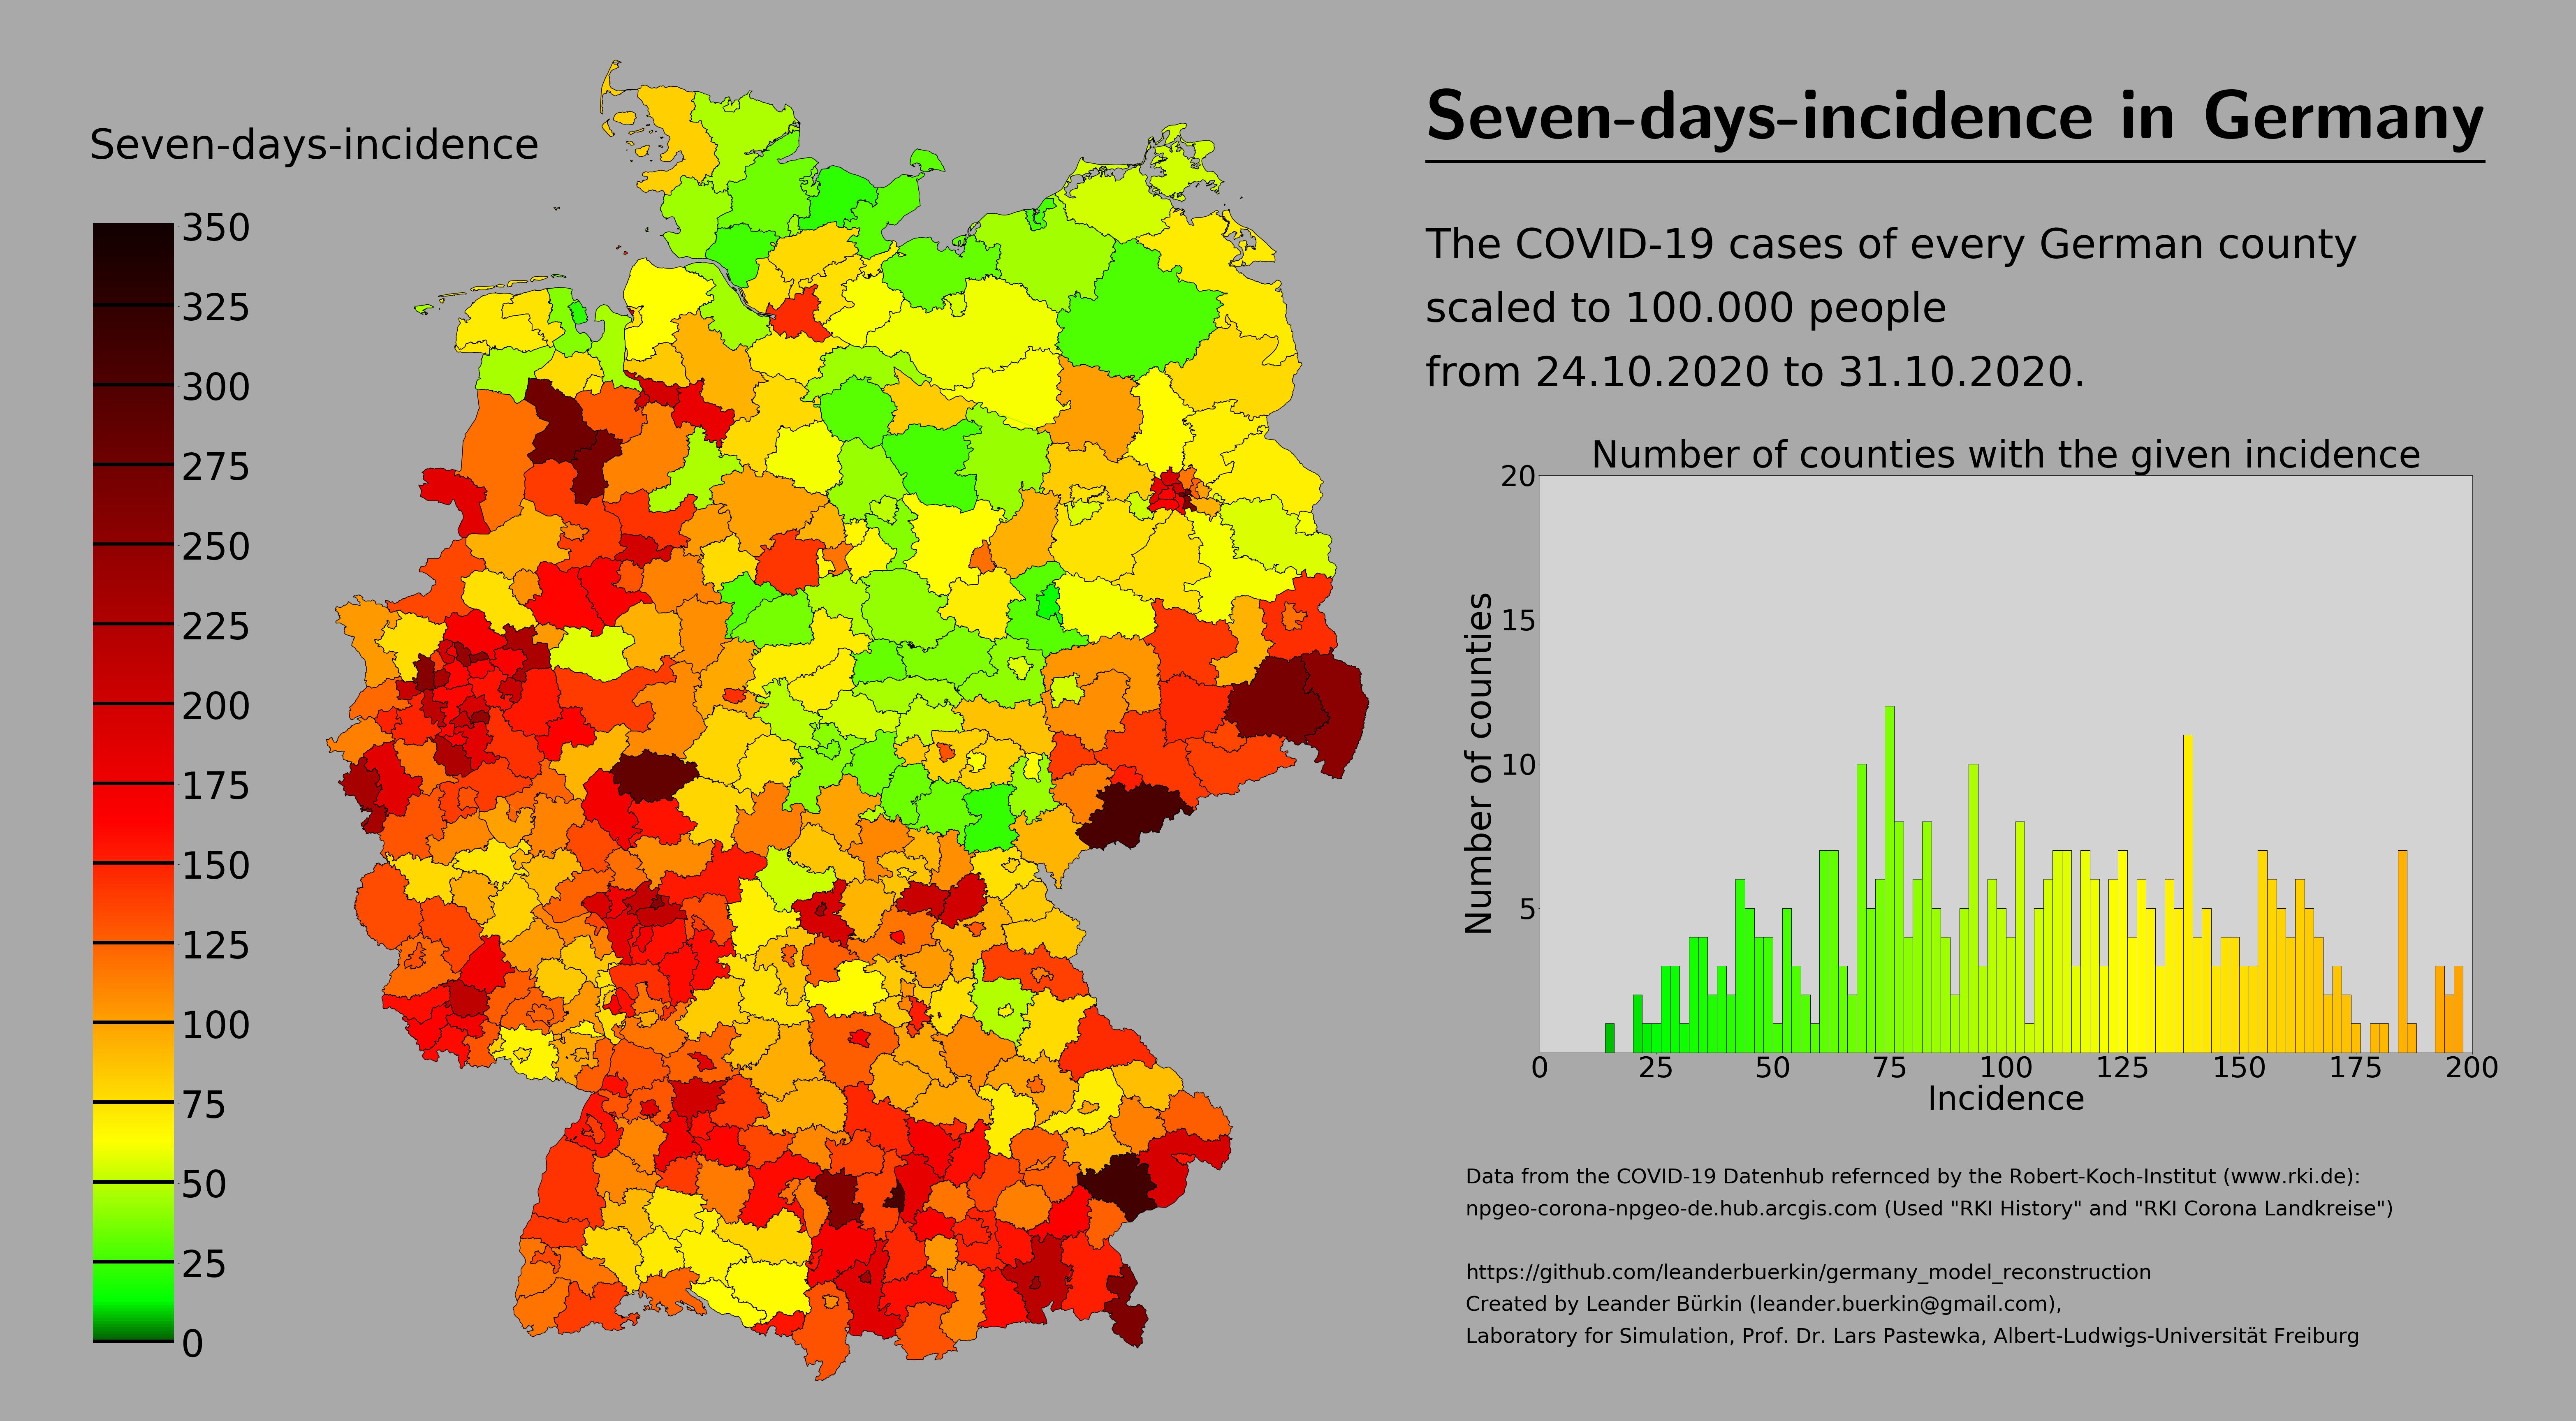 Seven-days-incidence
350
325
300
275
250
225
200
175
150
125
100
75
50
25
0
Seven-days-incidence in Germany
The COVID-19 cases of every German county
scaled to 100.000 people
from 24.10.2020 to 31.10.2020.
Number of counties with the given incidence
20
15
10
5
Number of counties
0 25 50 75 100 125 150 175 200
Incidence
Data from the COVID-19 Datenhub refernced by the Robert-Koch-Institut (www.rki.de):
npgeo-corona-npgeo-de.hub.arcgis.com (Used "RKI History" and "RKI Corona Landkreise")
https://github.com/leanderbuerkin/germany_model_reconstruction
Created by Leander Bürkin (leander.buerkin@gmail.com),
Laboratory for Simulation, Prof. Dr. Lars Pastewka, Albert-Ludwigs-Universität Freiburg